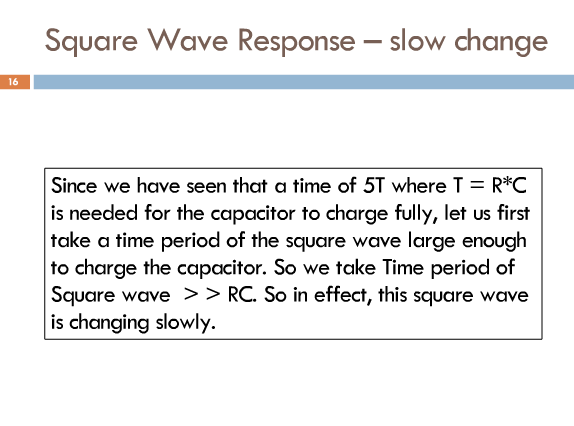 Square Wave Response – slow change
16
Since we have seen that a time of 5T where T = R*C
is needed for the capacitor to charge fully, let us first
take a time period of the square wave large enough
to charge the capacitor. So we take Time period of
Square wave > > RC. So in effect, this square wave
is changing slowly.